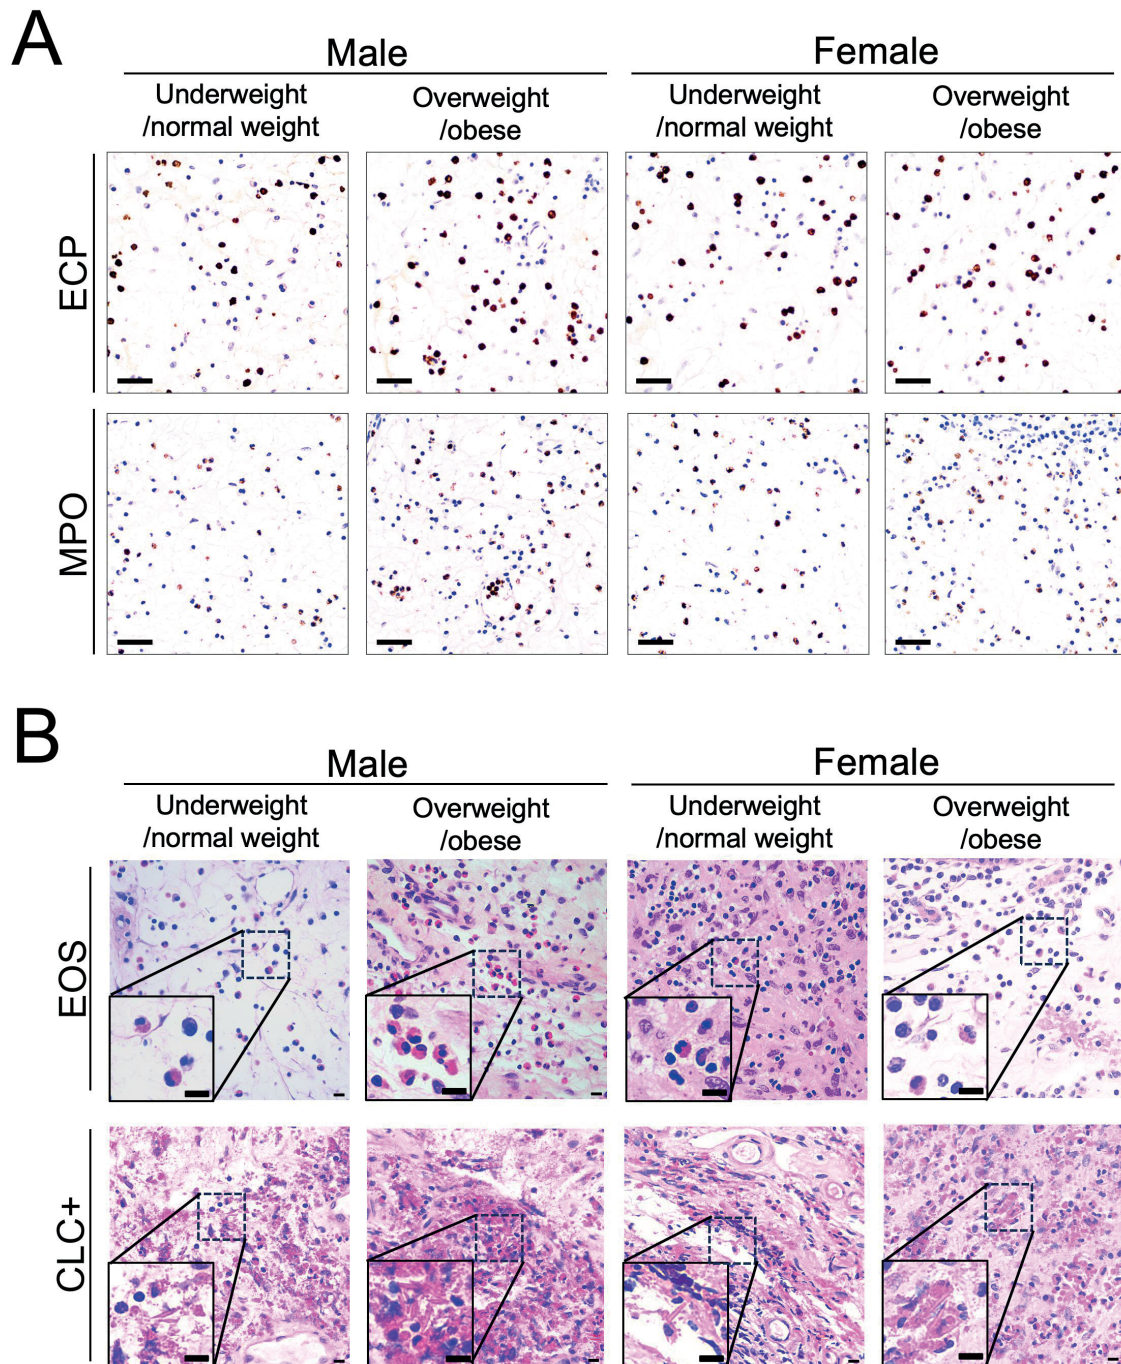 A
Male
Female
Underweight
/normal weight
Overweight
/obese
Underweight
/normal weight
Overweight
/obese
ECP
MPO
B
Male
Female
Underweight
/normal weight
Overweight
/obese
Underweight
/normal weight
Overweight
/obese
EOS
CLC+